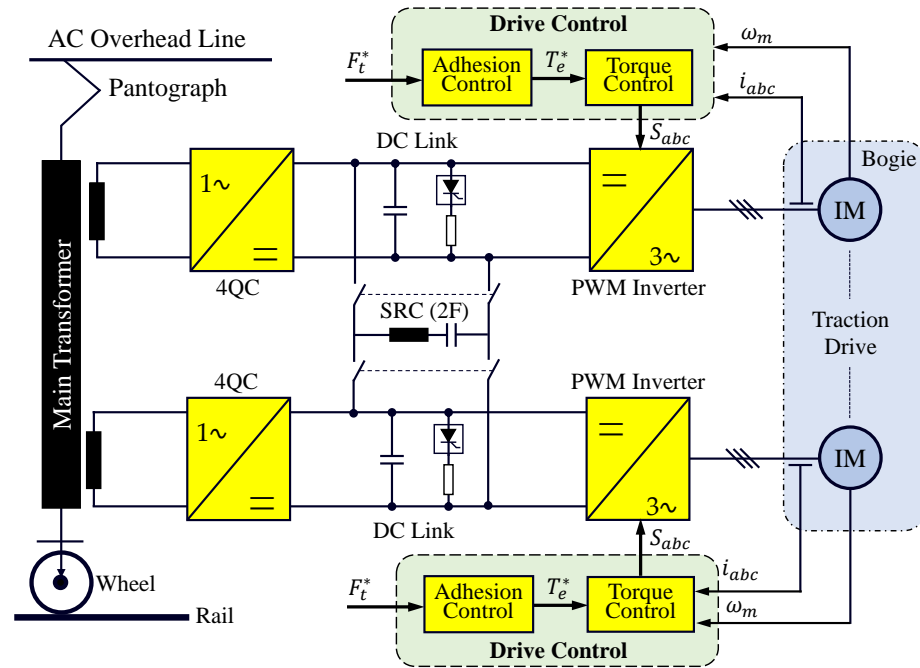 Drive Control
AC Overhead Line
Pantograph
F_t^*
Adhesion
Control
T_e^*
Torque
Control
ω_m
i_abc
S_abc
DC Link
Bogie
1∿
4QC
3∿
PWM Inverter
IM
Main Transformer
SRC (2F)
Traction
Drive
4QC
PWM Inverter
1∿
IM
3∿
DC Link
S_abc
Wheel
Rail
F_t^*
Adhesion
Control
T_e^*
Torque
Control
i_abc
ω_m
Drive Control